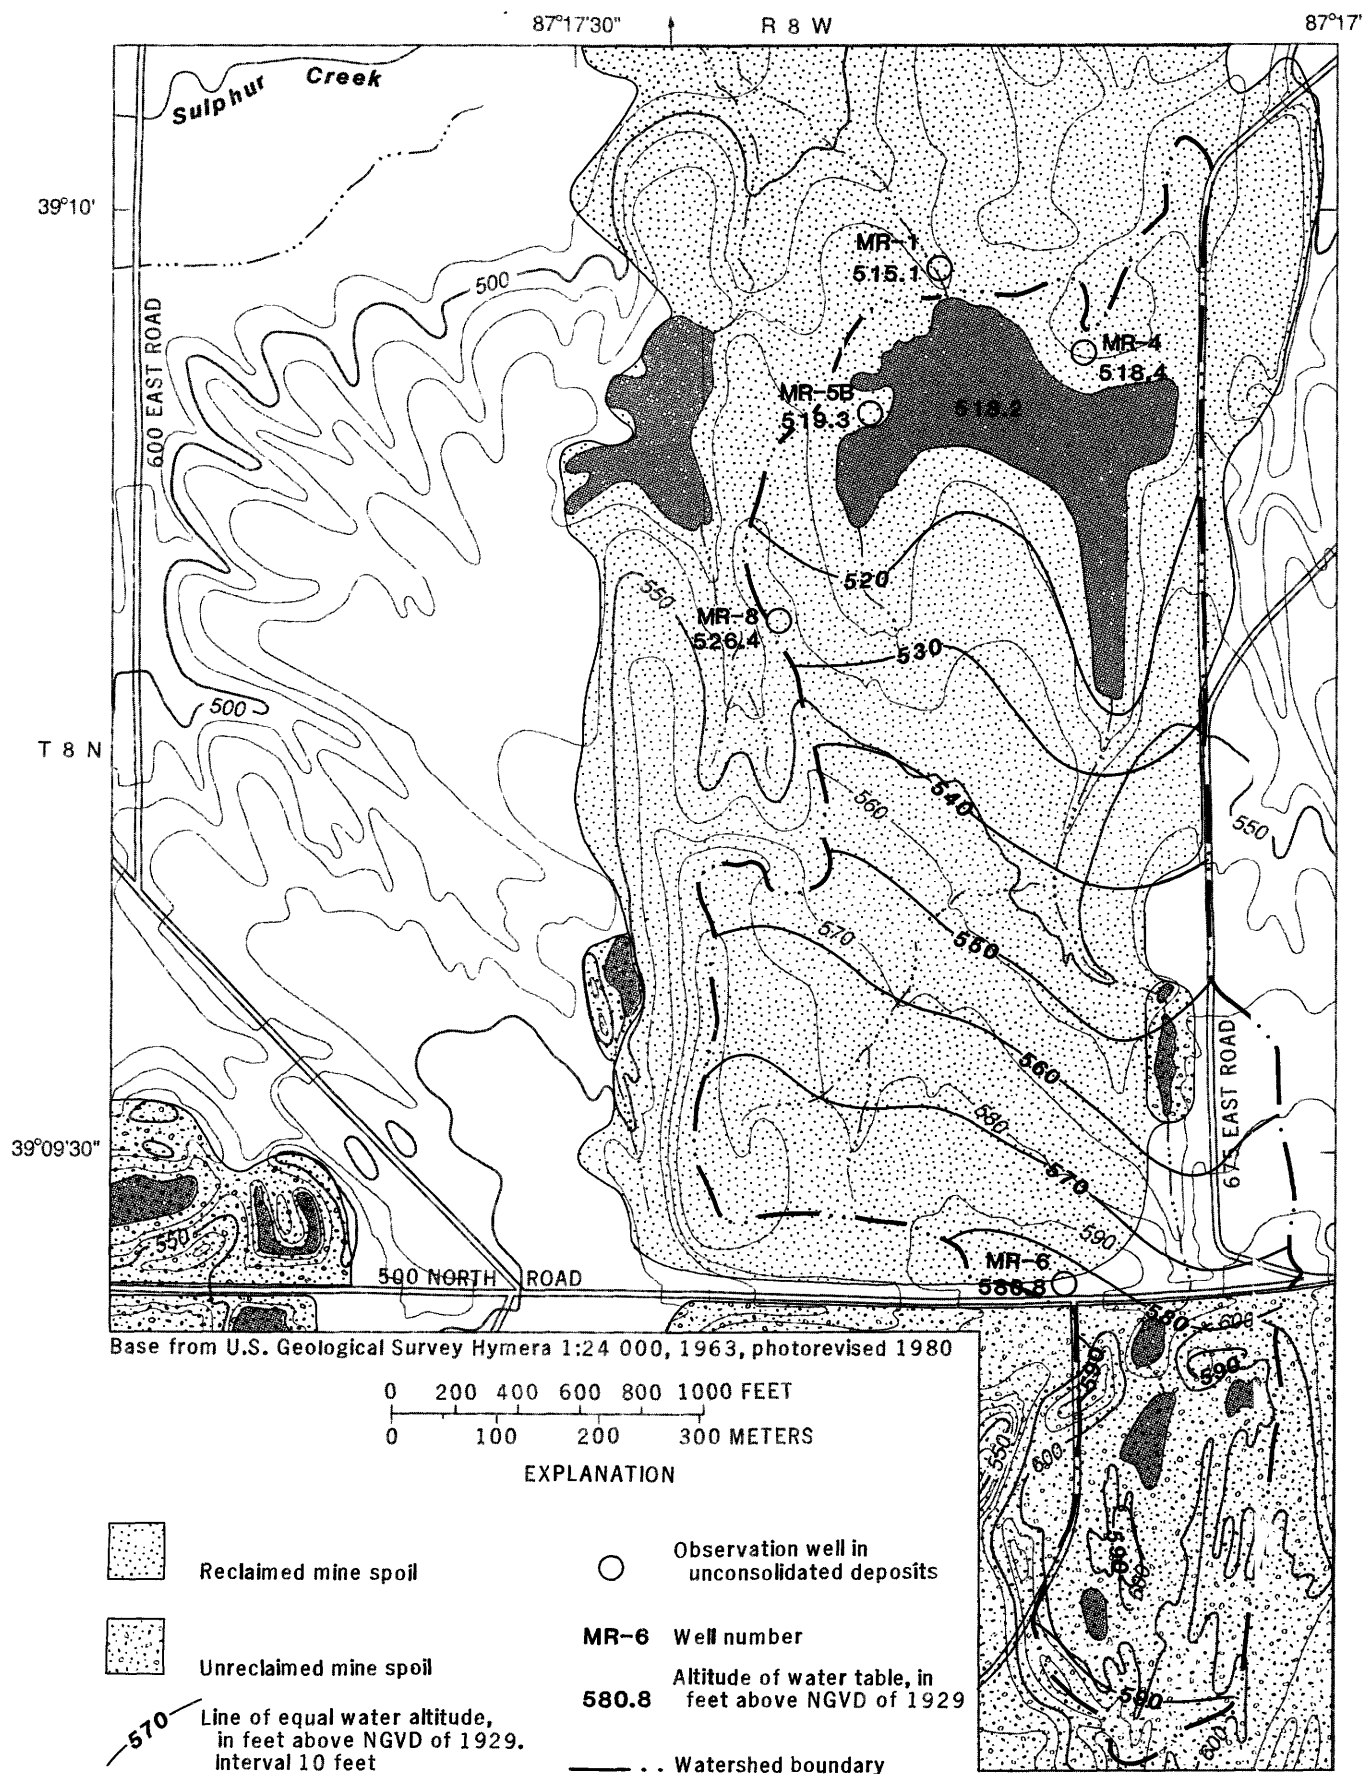 87°17'30"
R 8 W
87°17'
Sulphur Creek
39°10'
MR-1
515.1
500
600 EAST ROAD
MR-4
518.4
MR-5B
519.3
518.2
520
550
MR-8
526.4
530
500
T 8 N
540
560
550
570
550
560
675 EAST ROAD
580
39°09'30"
570
550
590
MR-6
580.8
500 NORTH ROAD
580
600
Base from U.S. Geological Survey Hymera 1:24 000, 1963, photorevised 1980
590
590
0 200 400 600 800 1000 FEET
0 100 200 300 METERS
550
600
EXPLANATION
590
600
Reclaimed mine spoil
Observation well in
unconsolidated deposits
Unreclaimed mine spoil
MR-6 Well number
580.8 Altitude of water table, in
feet above NGVD of 1929
580
600
570 Line of equal water altitude,
in feet above NGVD of 1929.
Interval 10 feet
Watershed boundary